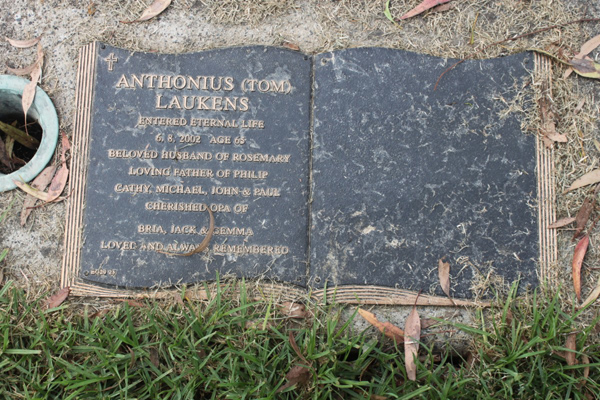 ANTHONIUS (TOM)
LAUKENS
ENTERED ETERNAL LIFE
6. 8. 2002 AGE 65
BELOVED HUSBAND OF ROSEMARY
LOVING FATHER OF PHILIP
CATHY, MICHAEL, JOHN & PAUL
CHERISHED OPA OF
BRIA, JACK & GEMMA
LOVED AND ALWAYS REMEMBERED